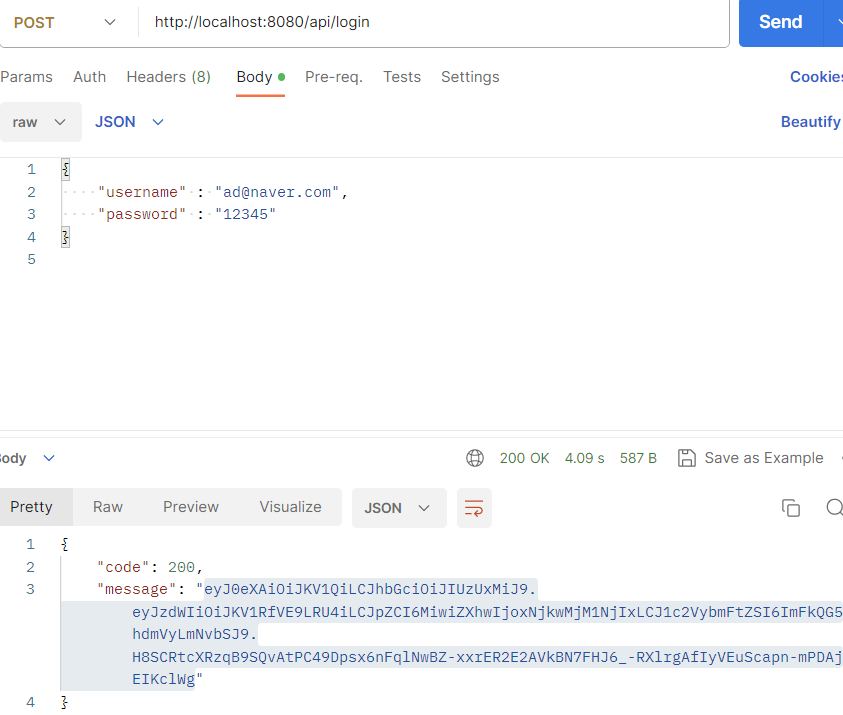 POST http://localhost:8080/api/login Send
Params Auth Headers (8) Body Pre-req. Tests Settings Cookies
raw JSON Beautify
1 {
2 "username" : "ad@naver.com",
3 "password" : "12345"
4 }
5
Body 200 OK 4.09 s 587 B Save as Example
Pretty Raw Preview Visualize JSON
1 {
2 "code": 200,
3 "message": "eyJ0eXAiOiJKV1QiLCJhbGciOiJIUzUxMiJ9.
eyJzdWIiOiJKV1RfVE9LRU4iLCJpZCI6MiwiZXhwIjoxNjkwMjM1NjIxLCJ1c2VybmFtZSI6ImFkQG5
hdmVyLmNvbSJ9.
H8SCRtcXRzqB9SQvAtPC49Dpsx6nFqlNwBZ-xxrER2E2AVkBN7FHJ6_-RXlrgAfIyVEuScapn-mPDAj
EIKclWg"
4 }